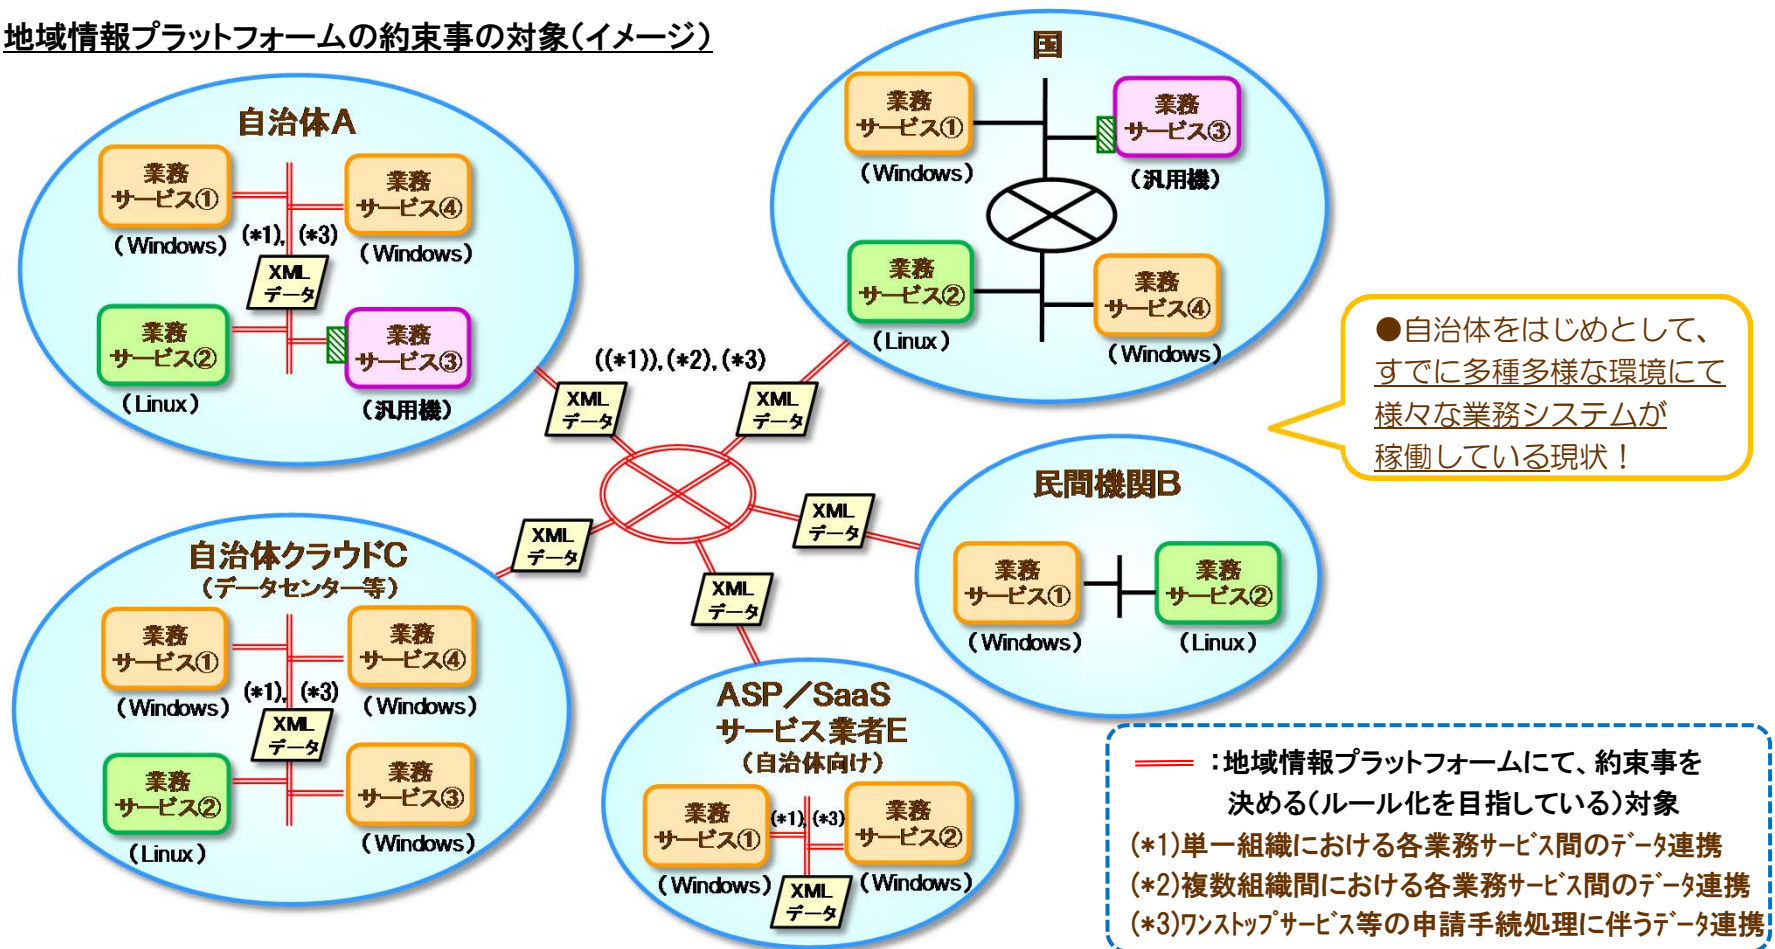 地域情報プラットフォームの約束事の対象(イメージ)
自治体A
業務
サービス①
(Windows)
業務
サービス④
(Windows)
(*1), (*3)
XML
データ
業務
サービス②
(Linux)
業務
サービス③
(汎用機)
国
業務
サービス①
(Windows)
業務
サービス③
(汎用機)
業務
サービス②
(Linux)
業務
サービス④
(Windows)
●自治体をはじめとして、
すでに多種多様な環境にて
様々な業務システムが
稼働している現状!
((*1)),(*2),(*3)
XML
データ
XML
データ
XML
データ
XML
データ
XML
データ
民間機関B
業務
サービス①
(Windows)
業務
サービス②
(Linux)
自治体クラウドC
(データセンター等)
業務
サービス①
(Windows)
業務
サービス④
(Windows)
(*1), (*3)
XML
データ
業務
サービス②
(Linux)
業務
サービス③
(Windows)
ASP/SaaS
サービス業者E
(自治体向け)
業務
サービス①
(Windows)
(*1),(*3)
業務
サービス②
(Windows)
XML
データ
:地域情報プラットフォームにて、約束事を
決める(ルール化を目指している)対象
(*1)単一組織における各業務サービス間のデータ連携
(*2)複数組織間における各業務サービス間のデータ連携
(*3)ワンストップサービス等の申請手続処理に伴うデータ連携